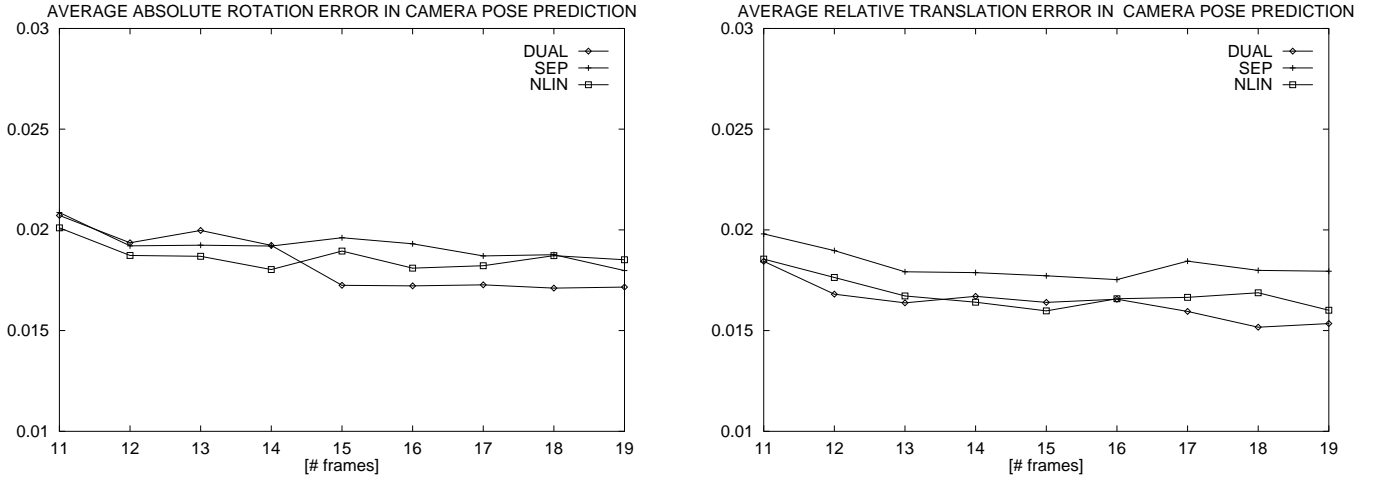 AVERAGE ABSOLUTE ROTATION ERROR IN CAMERA POSE PREDICTION
0.03
0.025
0.02
0.015
0.01
DUAL
SEP
NLIN
11 12 13 14 15 16 17 18 19
[# frames]
AVERAGE RELATIVE TRANSLATION ERROR IN CAMERA POSE PREDICTION
0.03
0.025
0.02
0.015
0.01
DUAL
SEP
NLIN
11 12 13 14 15 16 17 18 19
[# frames]